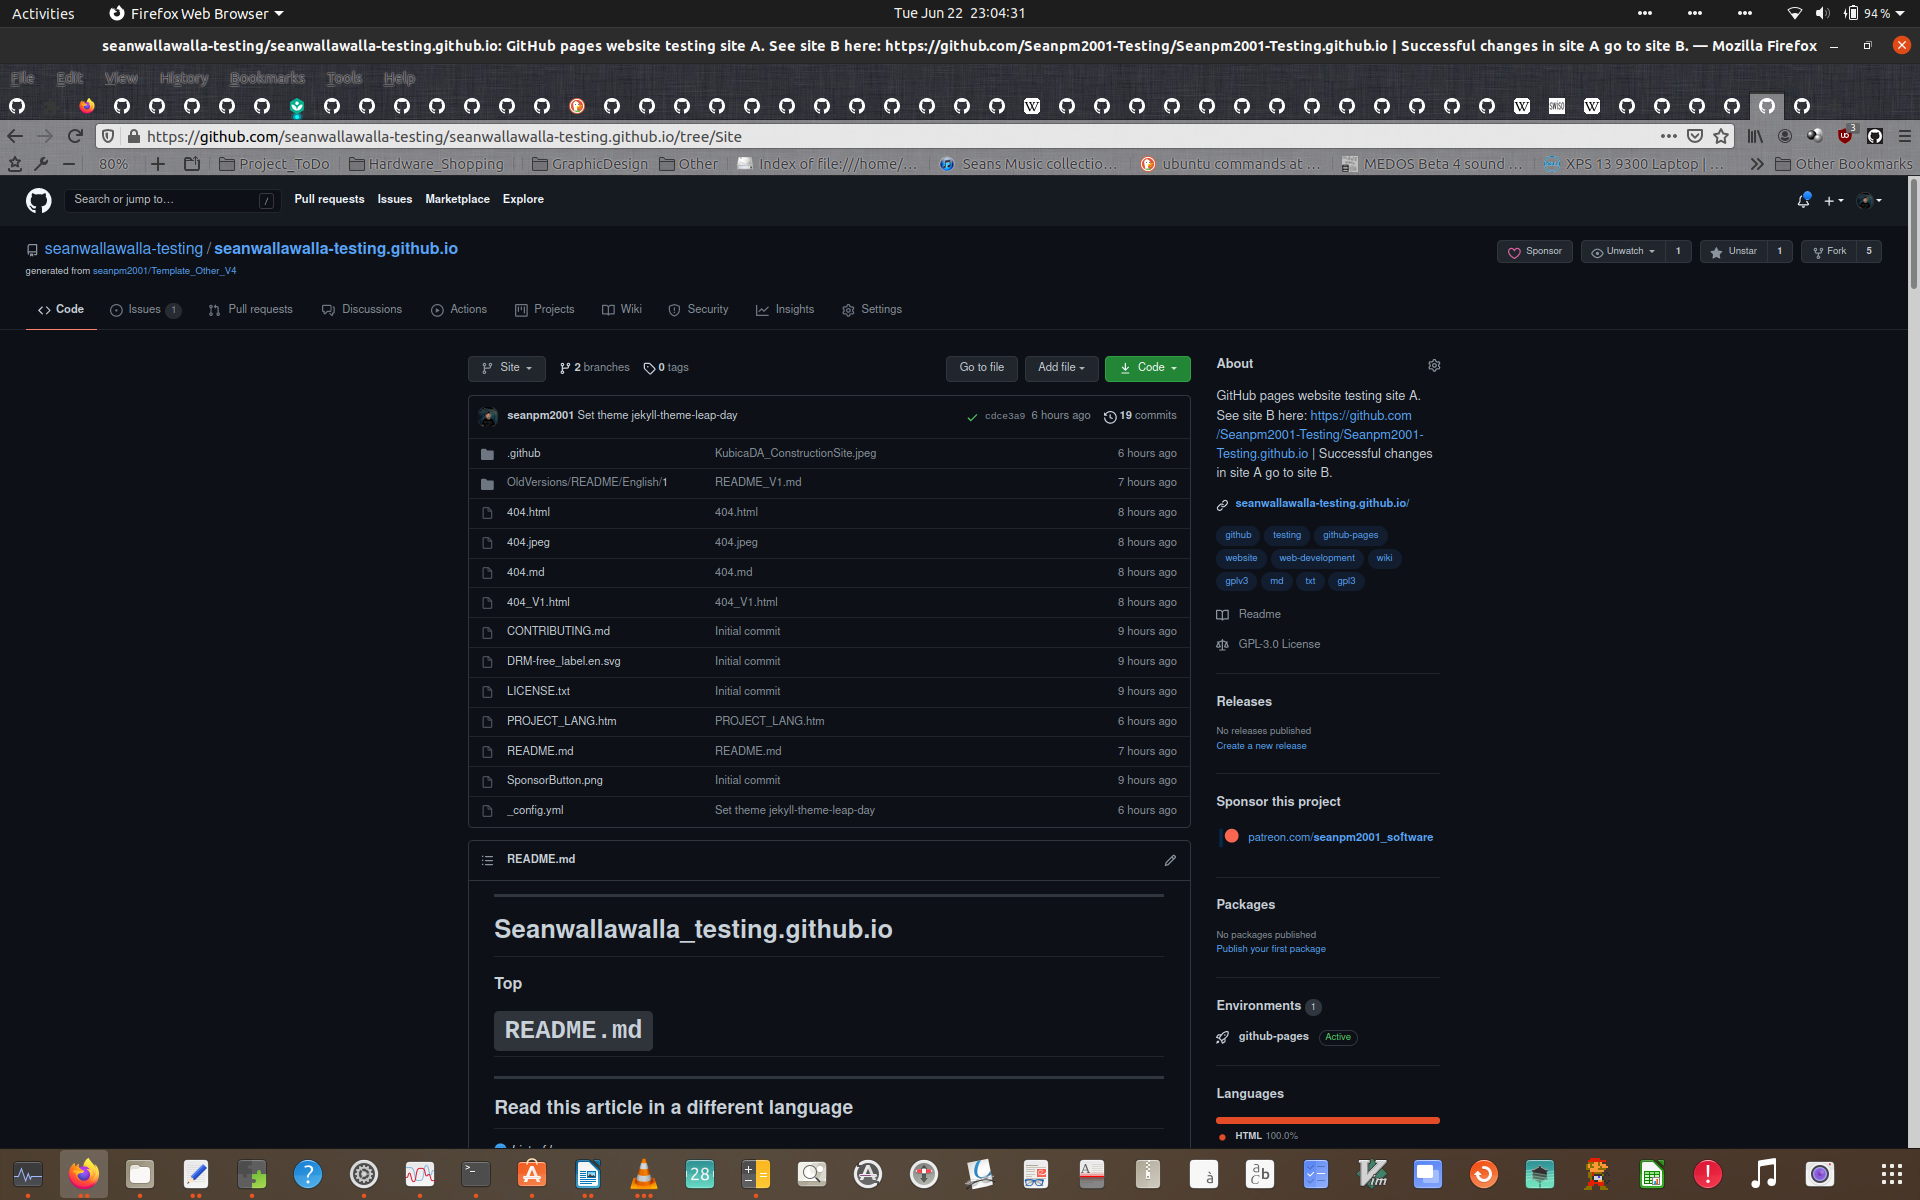 Activities Firefox Web Browser Tue Jun 22 23:04:31 94 %
seanwallawalla-testing/seanwallawalla-testing.github.io: GitHub pages website testing site A. See site B here: https://github.com/Seanpm2001-Testing/Seanpm2001-Testing.github.io | Successful changes in site A go to site B. — Mozilla Firefox
File Edit View History Bookmarks Tools Help
https://github.com/seanwallawalla-testing/seanwallawalla-testing.github.io/tree/Site 3
80% Project_ToDo Hardware_Shopping GraphicDesign Other Index of file:///home/... Seans Music collectio... ubuntu commands at ... MEDOS Beta 4 sound ... XPS 13 9300 Laptop | ... Other Bookmarks
Search or jump to... / Pull requests Issues Marketplace Explore
seanwallawalla-testing / seanwallawalla-testing.github.io
generated from seanpm2001/Template_Other_V4
Sponsor Unwatch 1 Unstar 1 Fork 5
Code Issues 1 Pull requests Discussions Actions Projects Wiki Security Insights Settings
Site 2 branches 0 tags Go to file Add file Code
seanpm2001 Set theme jekyll-theme-leap-day cdce3a9 6 hours ago 19 commits
.github KubicaDA_ConstructionSite.jpeg 6 hours ago
OldVersions/README/English/1 README_V1.md 7 hours ago
404.html 404.html 8 hours ago
404.jpeg 404.jpeg 8 hours ago
404.md 404.md 8 hours ago
404_V1.html 404_V1.html 8 hours ago
CONTRIBUTING.md Initial commit 9 hours ago
DRM-free_label.en.svg Initial commit 9 hours ago
LICENSE.txt Initial commit 9 hours ago
PROJECT_LANG.htm PROJECT_LANG.htm 6 hours ago
README.md README.md 7 hours ago
SponsorButton.png Initial commit 9 hours ago
_config.yml Set theme jekyll-theme-leap-day 6 hours ago
README.md
Seanwallawalla_testing.github.io
Top
README.md
Read this article in a different language
About
GitHub pages website testing site A.
See site B here: https://github.com
/Seanpm2001-Testing/Seanpm2001-
Testing.github.io | Successful changes
in site A go to site B.
seanwallawalla-testing.github.io/
github testing github-pages
website web-development wiki
gplv3 md txt gpl3
Readme
GPL-3.0 License
Releases
No releases published
Create a new release
Sponsor this project
patreon.com/seanpm2001_software
Packages
No packages published
Publish your first package
Environments 1
github-pages Active
Languages
HTML 100.0%
28